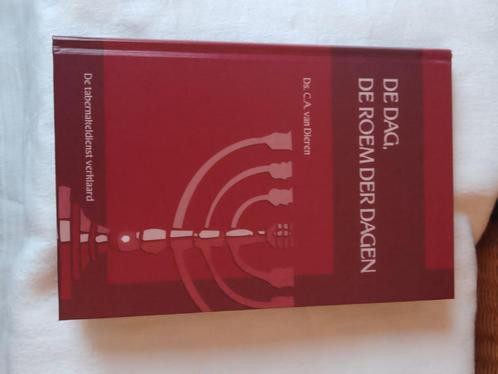 DE DAG,
DE ROEM DER DAGEN
Ds. C.A. van Dieren
De tabernakeldienst verklaard